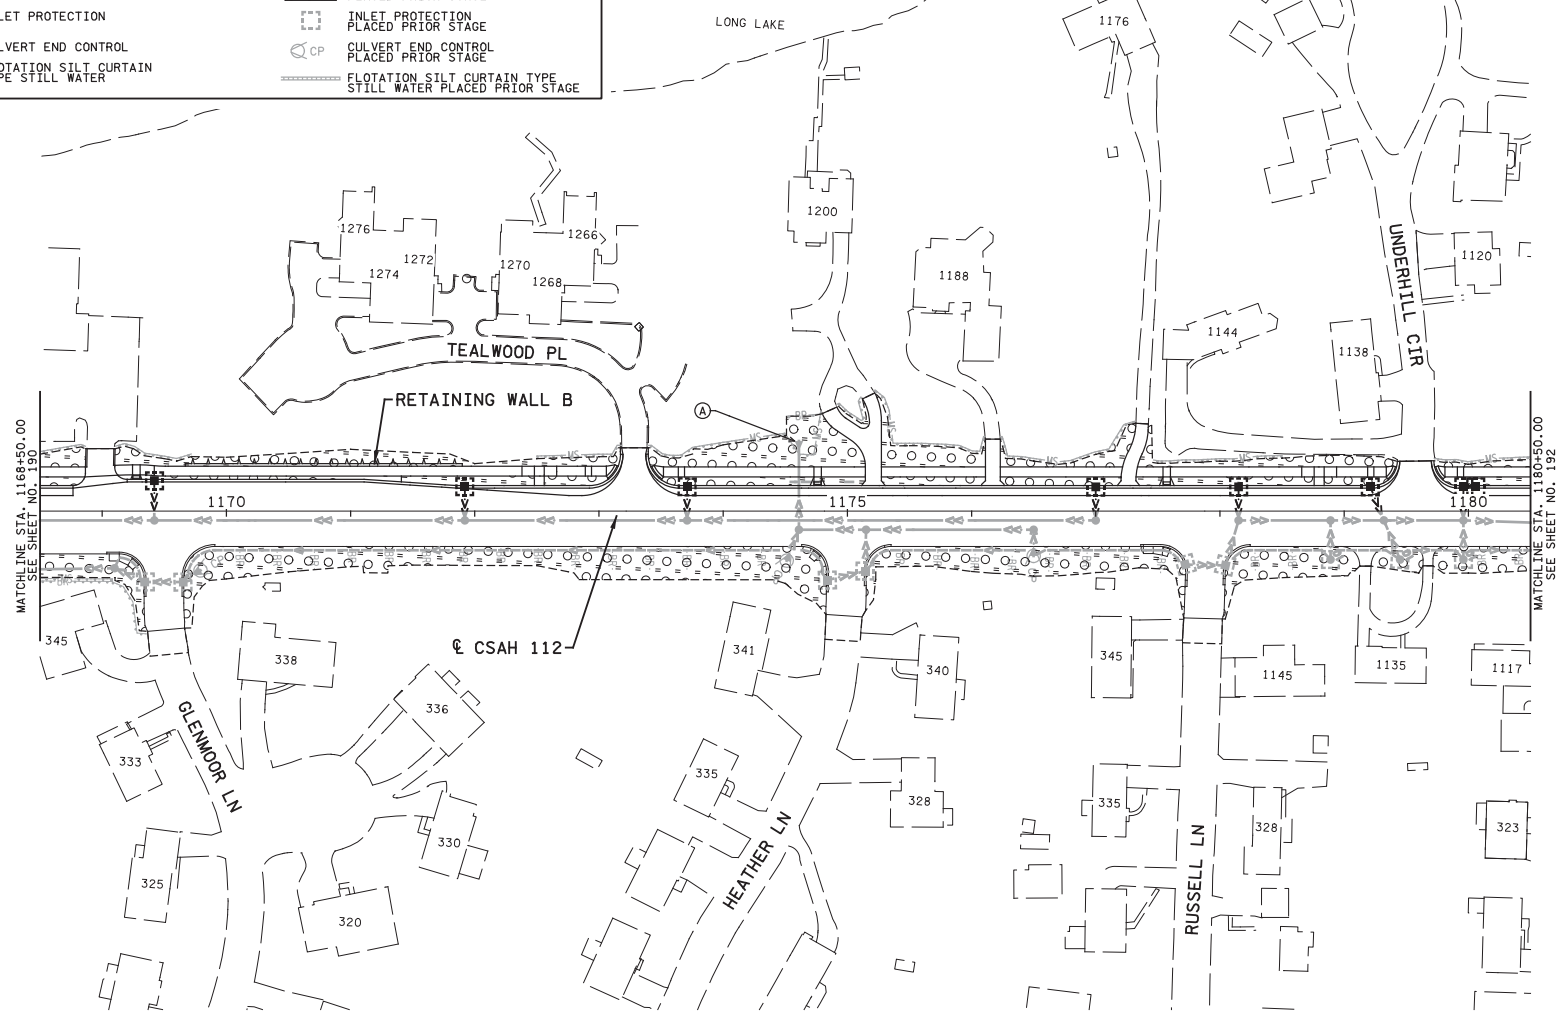 LET PROTECTION
LVERT END CONTROL
OTATION SILT CURTAIN
PE STILL WATER
INLET PROTECTION
PLACED PRIOR STAGE
CP
CULVERT END CONTROL
PLACED PRIOR STAGE
FLOTATION SILT CURTAIN TYPE
STILL WATER PLACED PRIOR STAGE
LONG LAKE
1176
1200
1276
1266
1274
1272
1270
1268
1188
1120
UNDERHILL CIR
1144
1138
TEALWOOD PL
RETAINING WALL B
A
MATCHLINE STA. 1168+50.00
SEE SHEET NO. 190
MATCHLINE STA. 1180+50.00
SEE SHEET NO. 192
1170
1175
1180
℄ CSAH 112
345
338
336
333
GLENMOOR LN
330
325
320
341
340
335
328
HEATHER LN
345
1145
1135
1117
335
328
323
RUSSELL LN